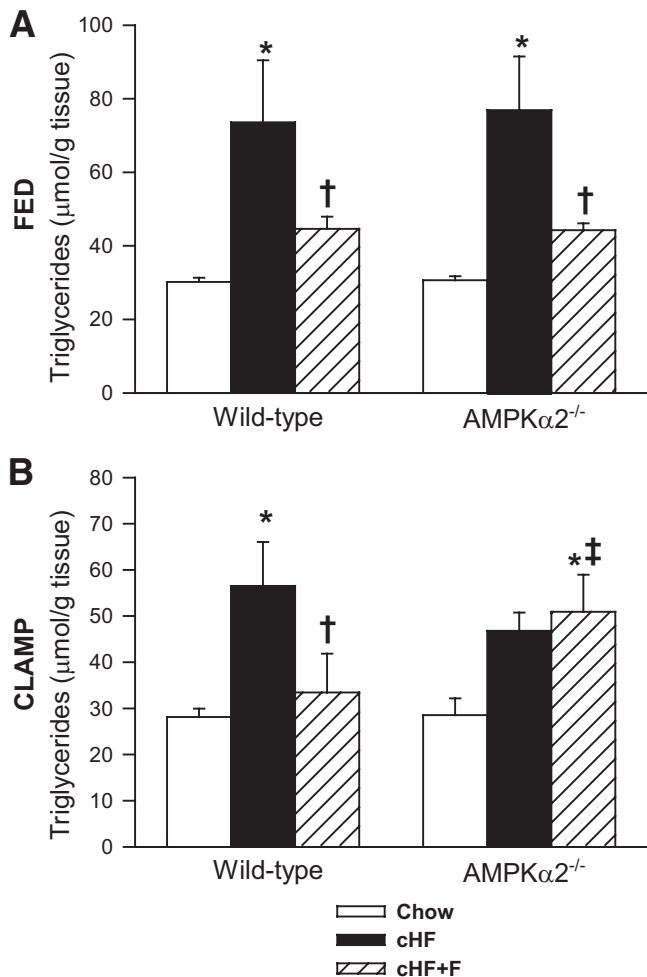 A
100
*
*
80
60
†
†
40
20
0
FED
Triglycerides (μmol/g tissue)
Wild-type
AMPKα2-/-
B
80
70
*
*‡
60
†
50
40
30
20
10
0
CLAMP
Triglycerides (μmol/g tissue)
Wild-type
AMPKα2-/-
Chow
cHF
cHF+F